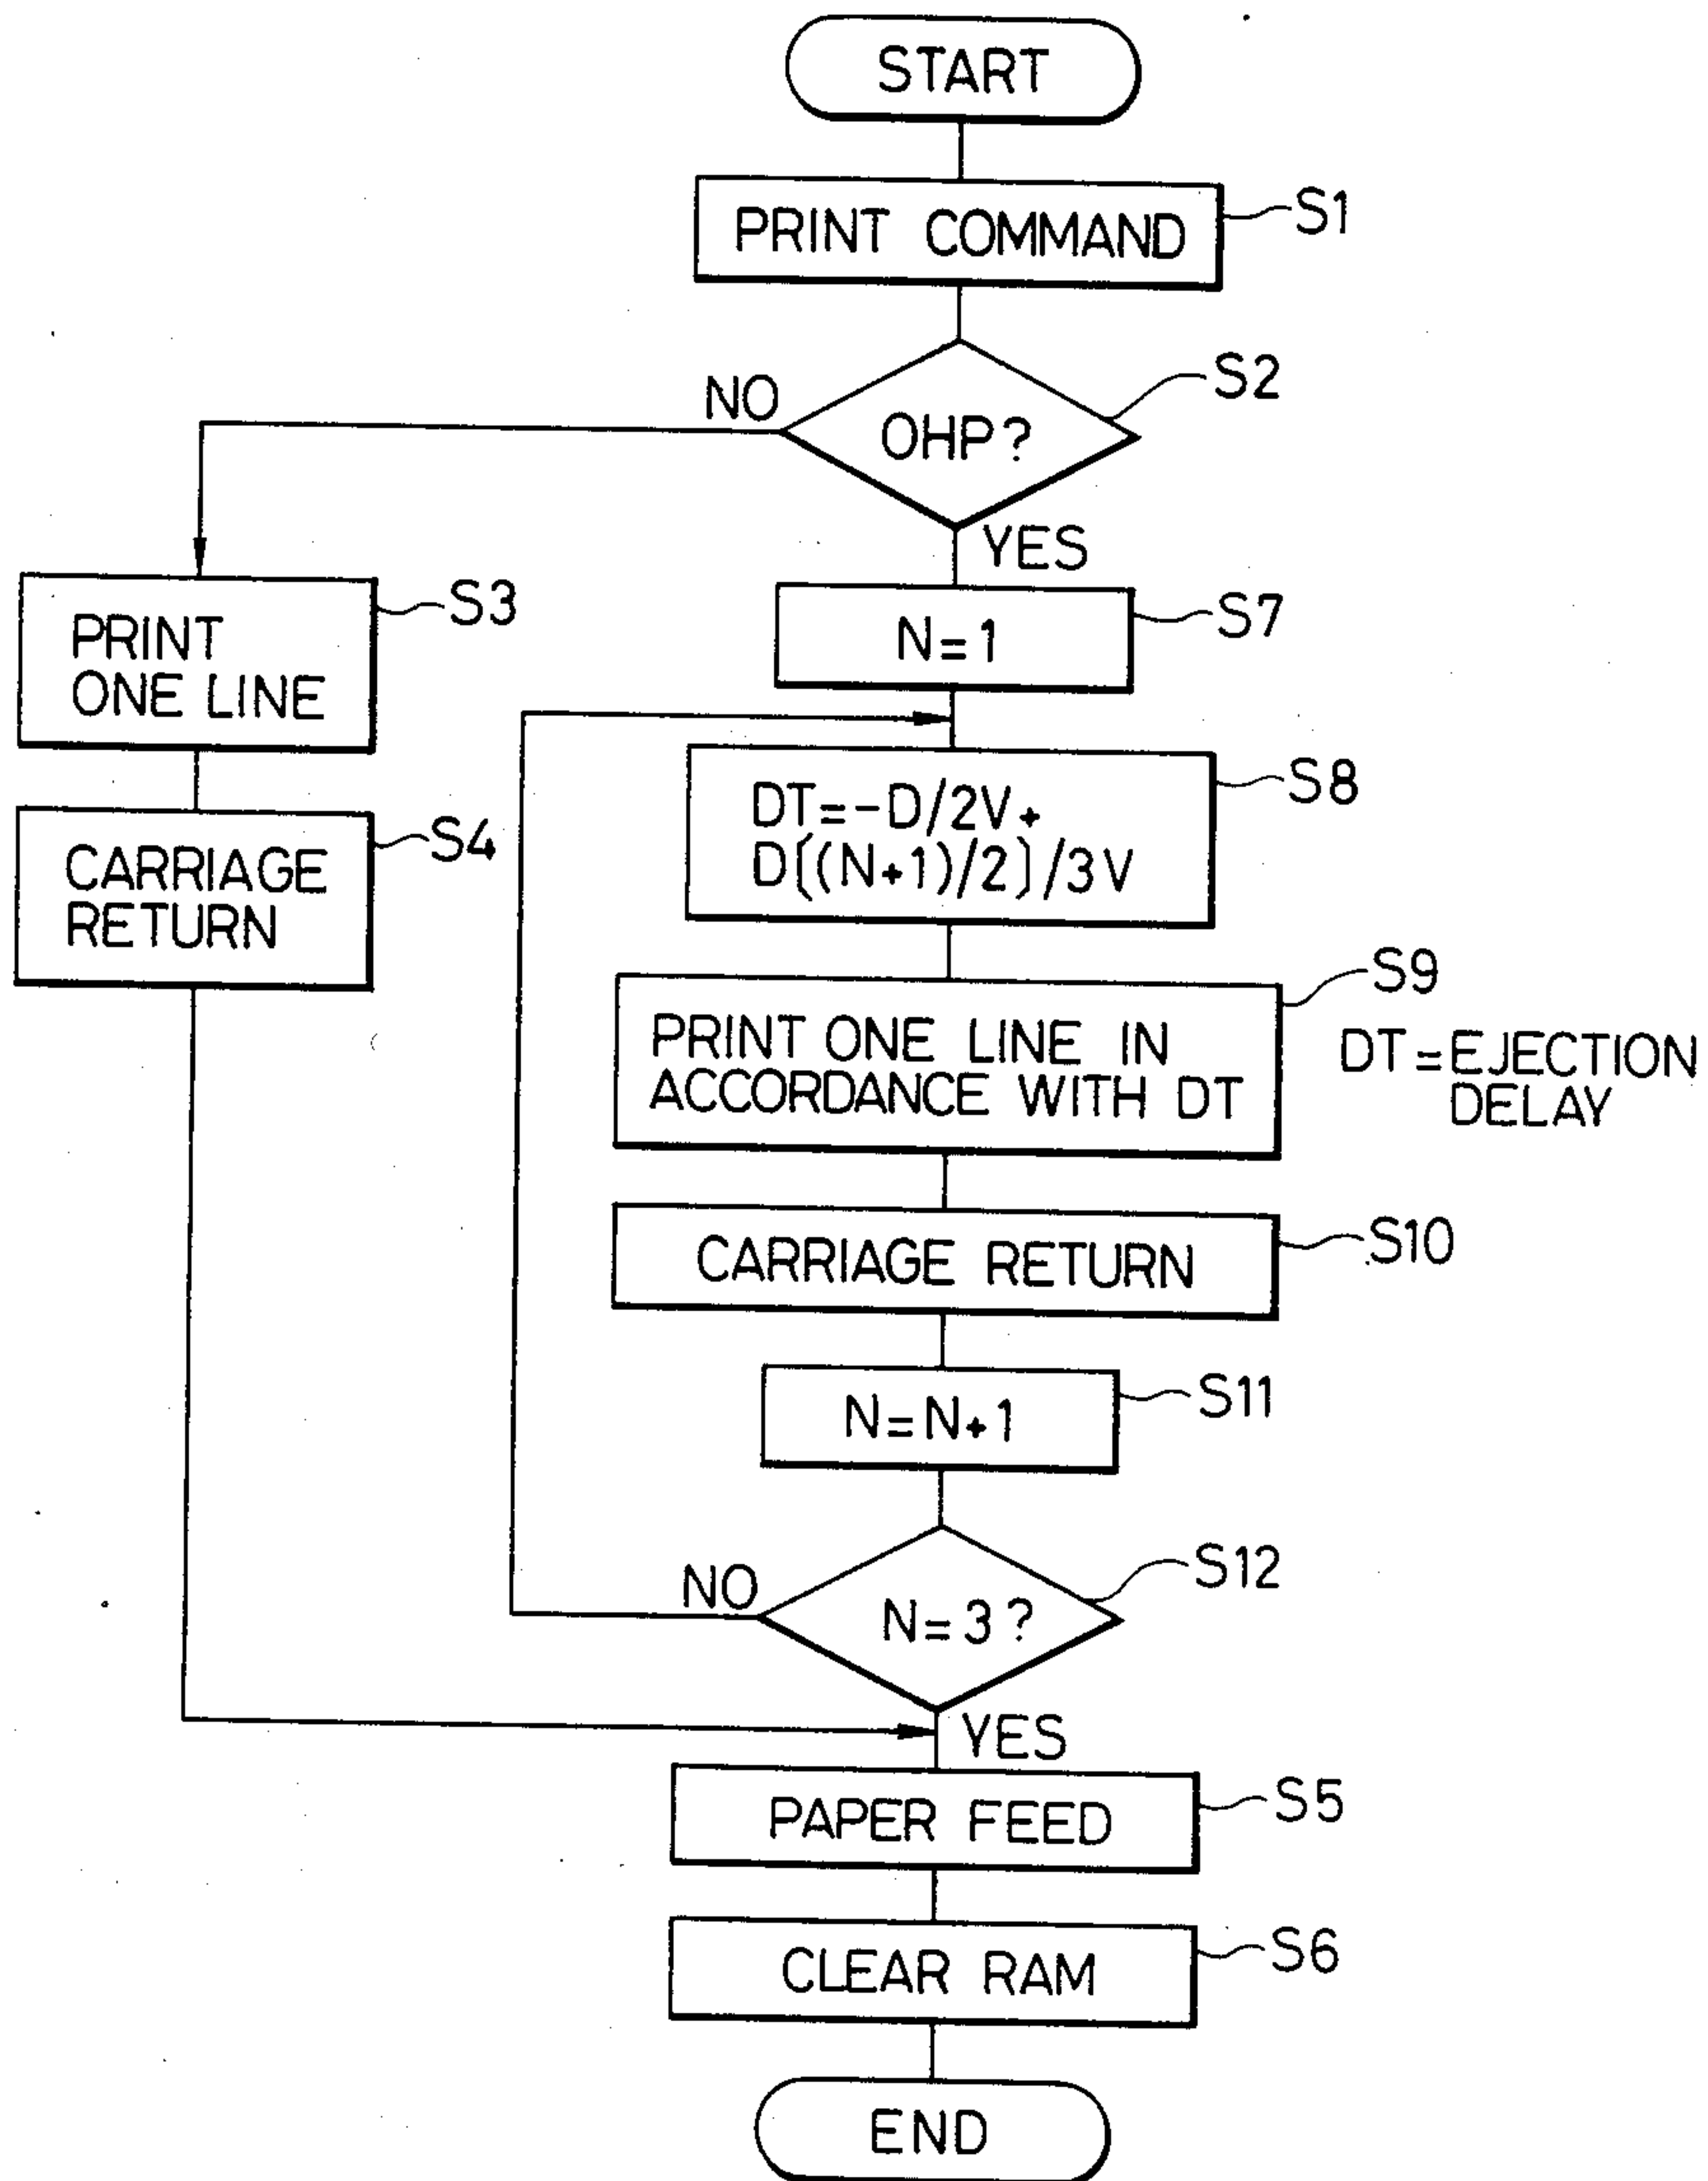 START
PRINT COMMAND
S1
S2
NO
OHP?
YES
S3
PRINT
ONE LINE
S7
N=1
S4
CARRIAGE
RETURN
S8
DT=-D/2V+
D[(N+1)/2]/3V
S9
PRINT ONE LINE IN
ACCORDANCE WITH DT
DT=EJECTION
DELAY
S10
CARRIAGE RETURN
S11
N=N+1
S12
NO
N=3?
YES
S5
PAPER FEED
S6
CLEAR RAM
END